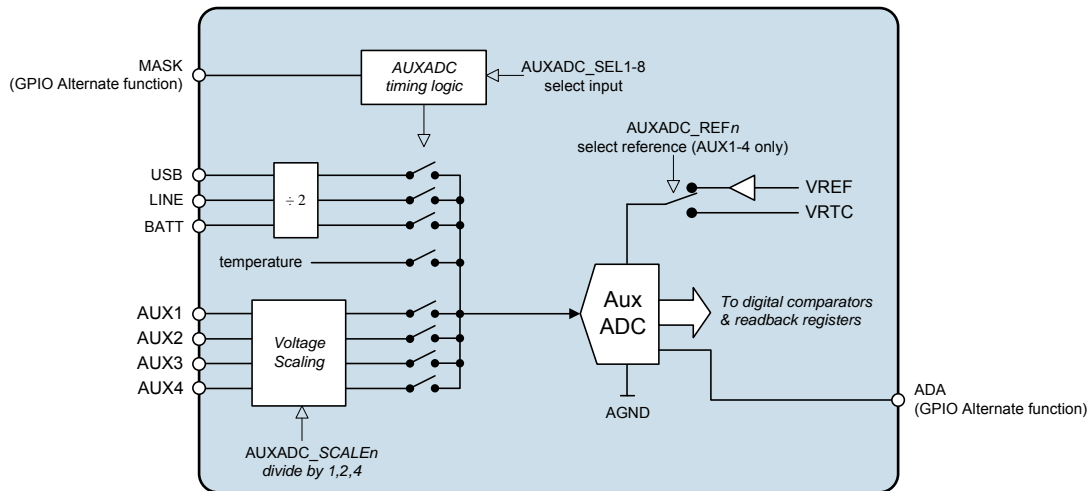 MASK
(GPIO Alternate function)
AUXADC
timing logic
AUXADC_SEL1-8
select input
AUXADC_REFn
select reference (AUX1-4 only)
USB
LINE
BATT
÷ 2
VREF
VRTC
temperature
AUX1
AUX2
AUX3
AUX4
Voltage
Scaling
Aux
ADC
To digital comparators
& readback registers
AGND
ADA
(GPIO Alternate function)
AUXADC_SCALEn
divide by 1,2,4